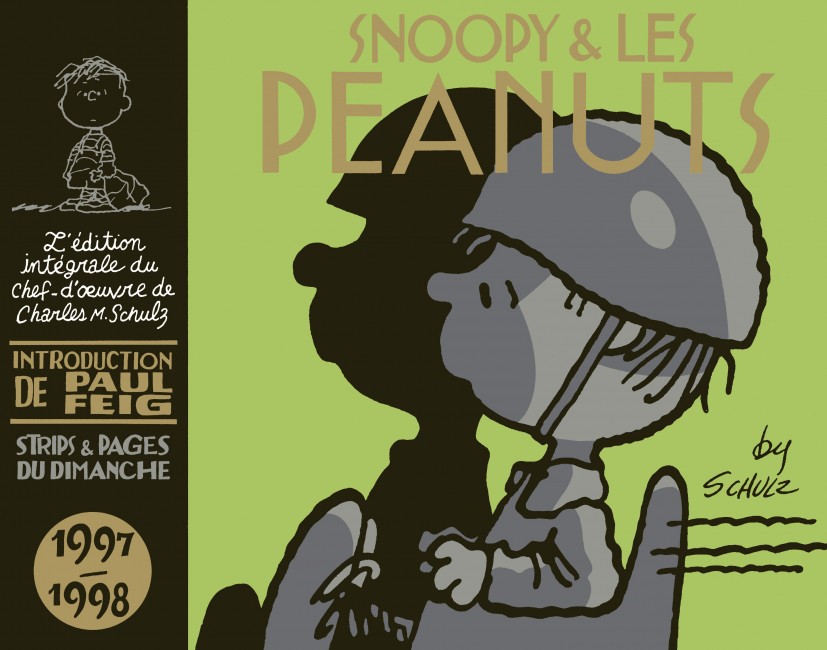 SNOOPY & LES
PEANUTS
L'édition
intégrale du
chef-d'œuvre de
Charles M. Schulz
INTRODUCTION
DE PAUL
FEIG
STRIPS & PAGES
DU DIMANCHE
1997
1998
by
SCHULZ